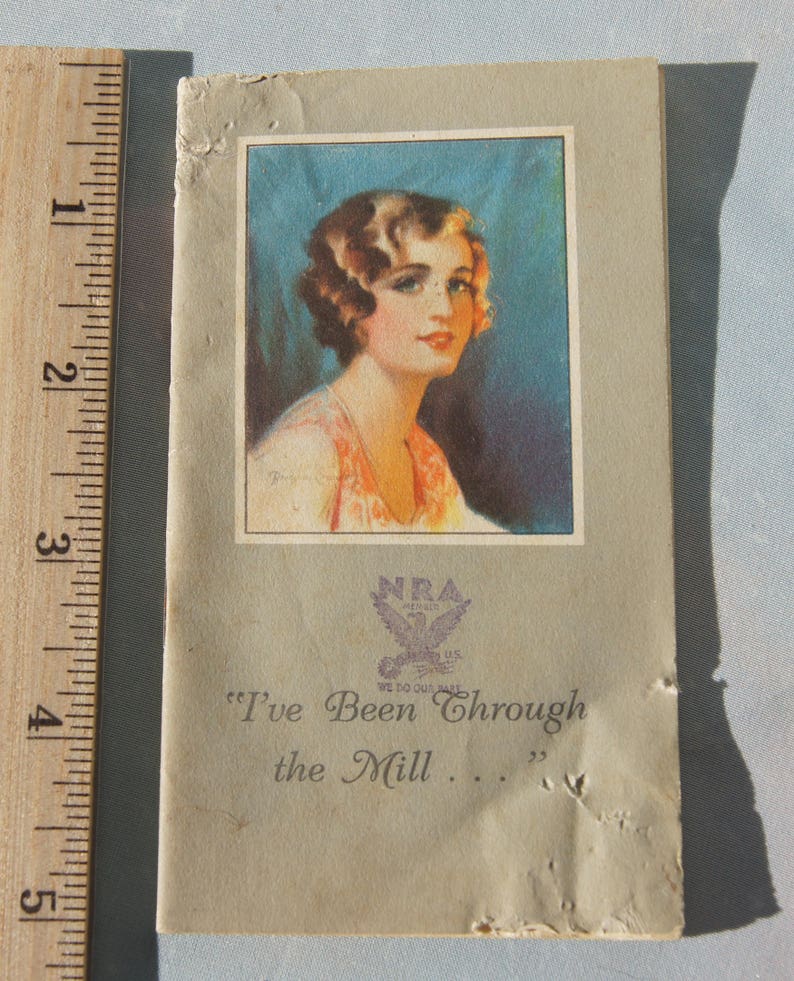 NRA
MEMBER
U.S.
WE DO OUR PART
“I've Been Through
the Mill . . . ”
1
2
3
4
5